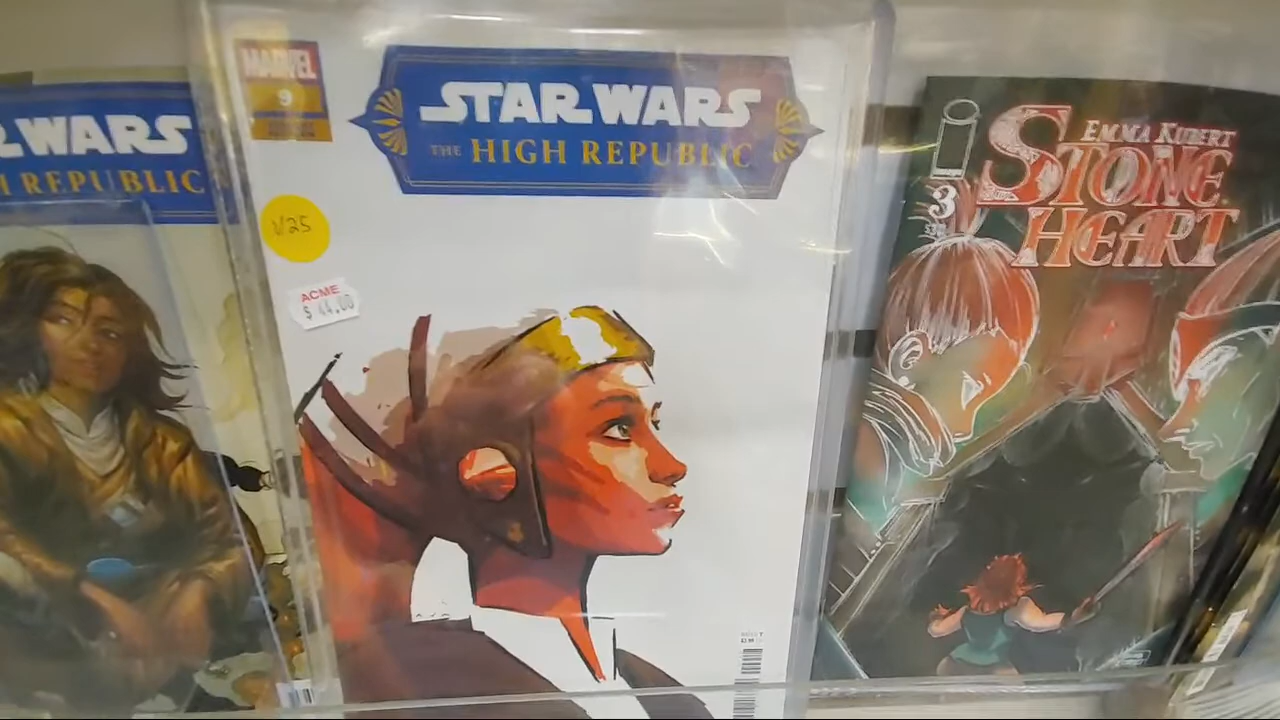 R WARS
H REPUBLIC
MARVEL
9
STAR WARS
THE HIGH REPUBLIC
1/25
ACME
$ 44.00
3
EMMA KUBERT
STONE
HEART